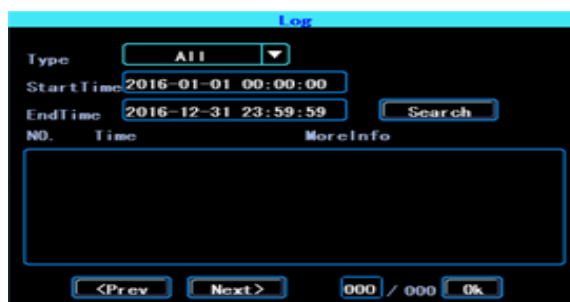 Log
Type All
StartTime 2016-01-01 00:00:00
EndTime 2016-12-31 23:59:59 Search
NO. Time MoreInfo
<Prev Next> 000 / 000 Ok